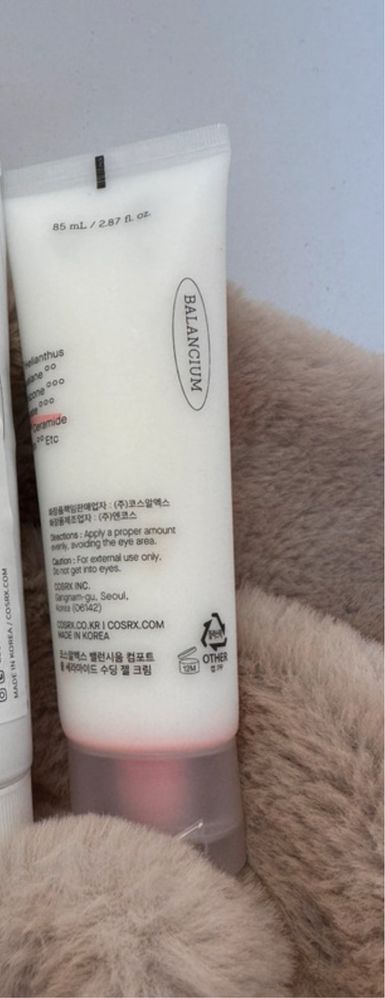 85 mL / 2.87 fl. oz.
BALANCIUM
Ceramide
Etc
화장품책임판매업자 : (주)코스알엑스
화장품제조업자 : (주)앤코스
Directions : Apply a proper amount
evenly, avoiding the eye area.
Caution : For external use only.
Do not get into eyes.
COSRX INC.
Gangnam-gu, Seoul,
Korea (06142)
COSRX.CO.KR I COSRX.COM
MADE IN KOREA
코스알엑스 밸런시움 컴포트
쿨 세라마이드 수딩 젤 크림
12M
OTHER
MADE IN KOREA / COSRX.COM